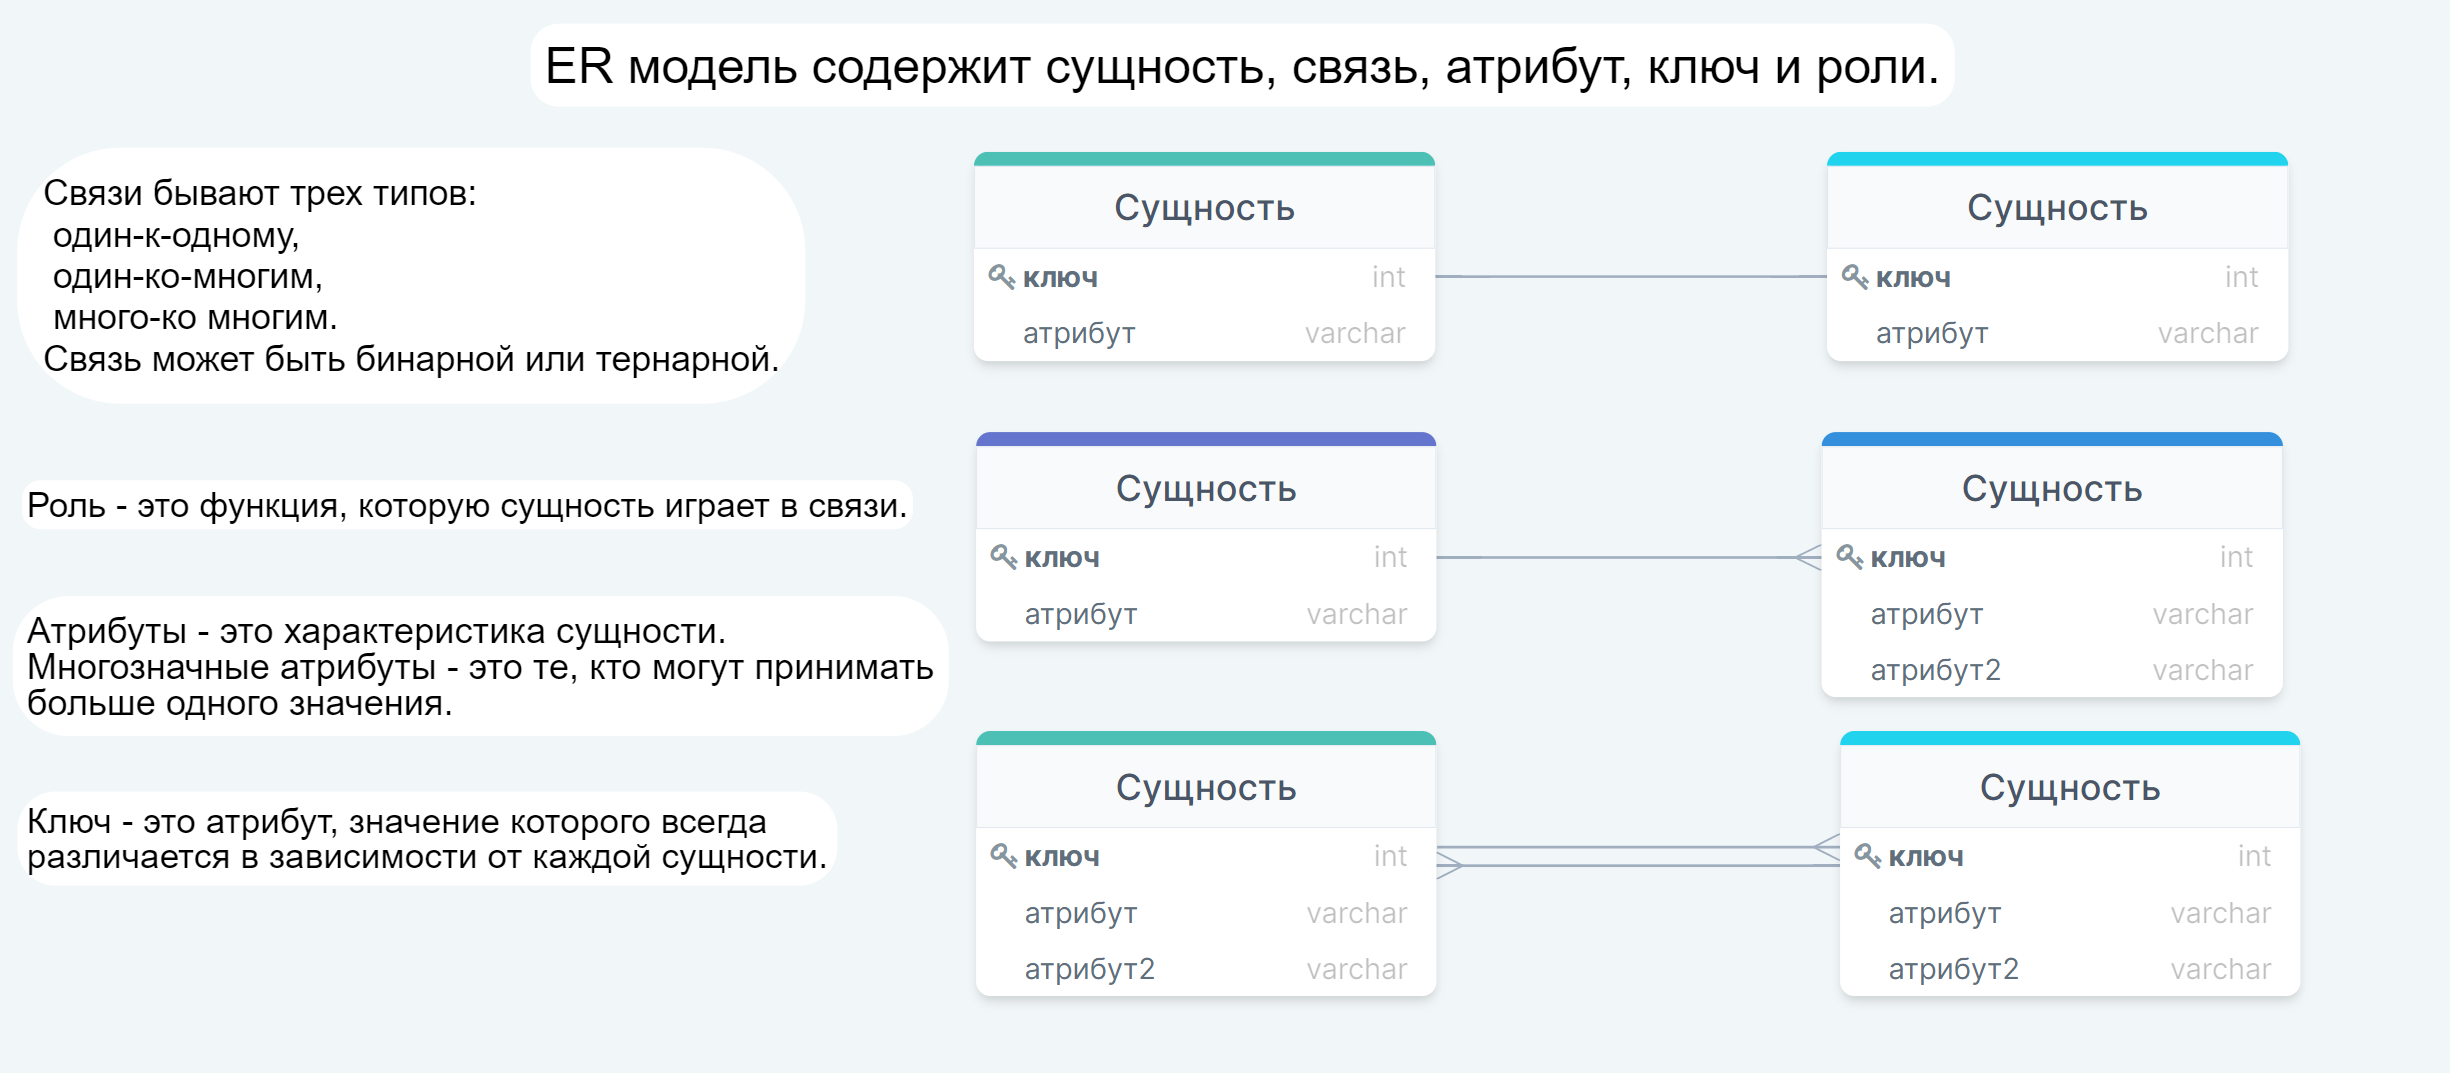 ER модель содержит сущность, связь, атрибут, ключ и роли.
Связи бывают трех типов:
один-к-одному,
один-ко-многим,
много-ко многим.
Связь может быть бинарной или тернарной.
Роль - это функция, которую сущность играет в связи.
Атрибуты - это характеристика сущности.
Многозначные атрибуты - это те, кто могут принимать
больше одного значения.
Ключ - это атрибут, значение которого всегда
различается в зависимости от каждой сущности.
Сущность
ключ int
атрибут varchar
Сущность
ключ int
атрибут varchar
Сущность
ключ int
атрибут varchar
Сущность
ключ int
атрибут varchar
атрибут2 varchar
Сущность
ключ int
атрибут varchar
атрибут2 varchar
Сущность
ключ int
атрибут varchar
атрибут2 varchar